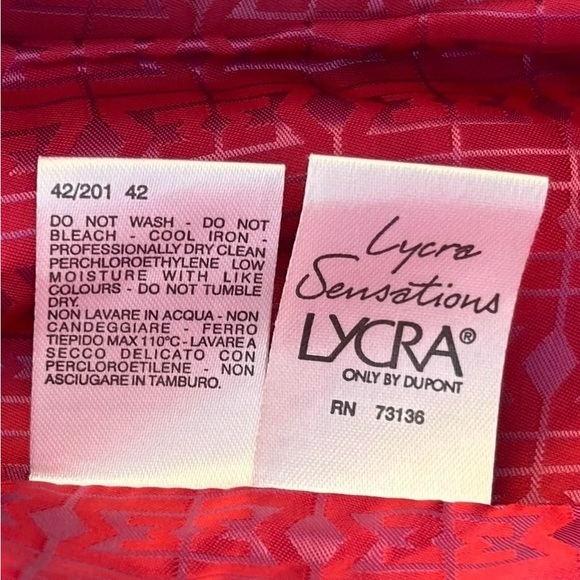 42/201 42
DO NOT WASH - DO NOT
BLEACH - COOL IRON -
PROFESSIONALLY DRY CLEAN
PERCHLOROETHYLENE LOW
MOISTURE WITH LIKE
COLOURS - DO NOT TUMBLE
DRY.
NON LAVARE IN ACQUA - NON
CANDEGGIARE - FERRO
TIEPIDO MAX 110°C - LAVARE A
SECCO DELICATO CON
PERCLOROETILENE - NON
ASCIUGARE IN TAMBURO.
Lycra
Sensations
LYCRA®
ONLY BY DUPONT
RN 73136